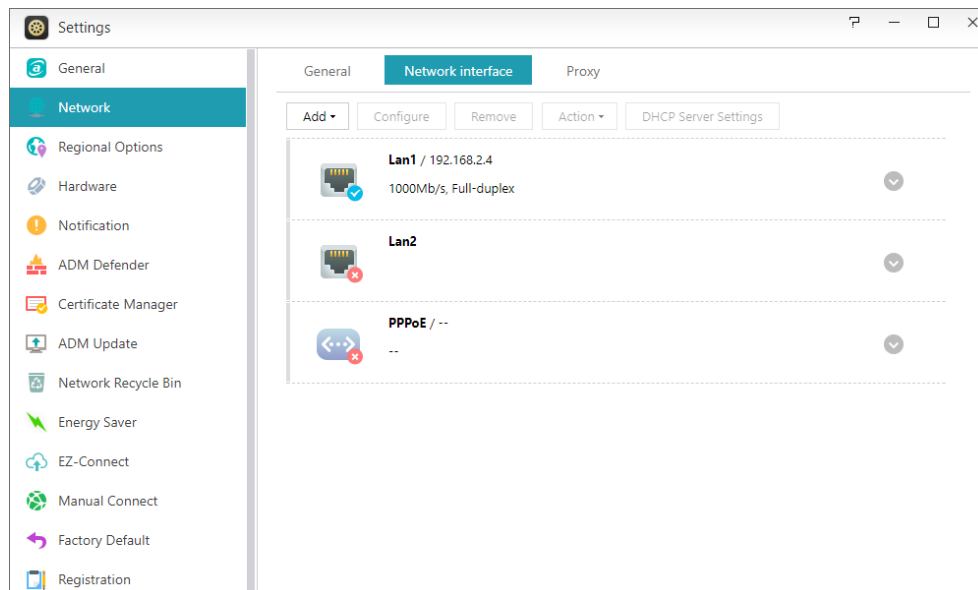 Settings
General
Network
Regional Options
Hardware
Notification
ADM Defender
Certificate Manager
ADM Update
Network Recycle Bin
Energy Saver
EZ-Connect
Manual Connect
Factory Default
Registration
General Network interface Proxy
Add Configure Remove Action DHCP Server Settings
Lan1 / 192.168.2.4
1000Mb/s, Full-duplex
Lan2
PPPoE / --
--